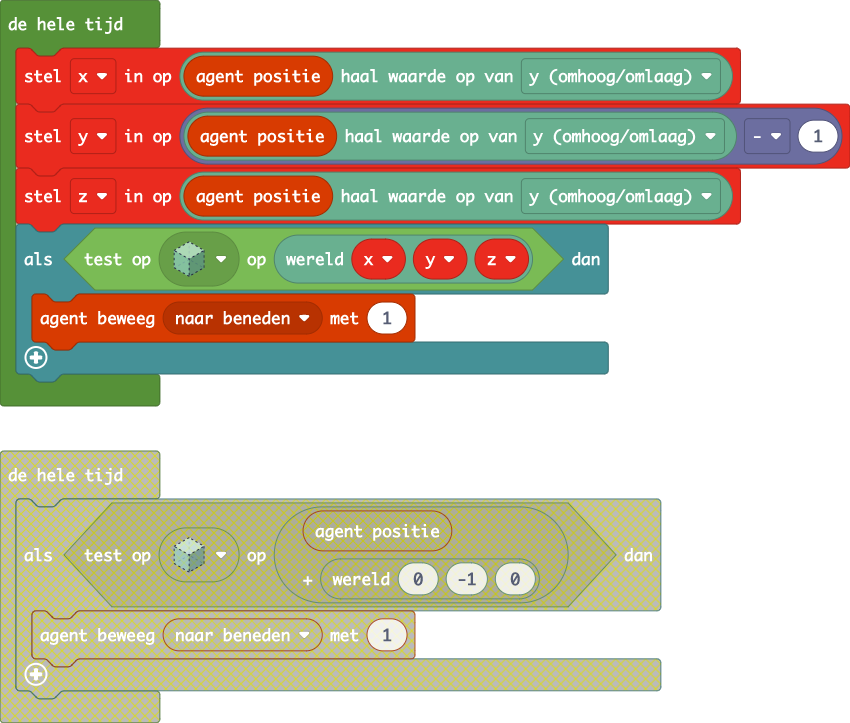 de hele tijd
stel x in op agent positie haal waarde op van y (omhoog/omlaag)
stel y in op agent positie haal waarde op van y (omhoog/omlaag) - 1
stel z in op agent positie haal waarde op van y (omhoog/omlaag)
als test op op wereld x y z dan
agent beweeg naar beneden met 1
de hele tijd
agent positie
als test op op dan
+ wereld 0 -1 0
agent beweeg naar beneden met 1